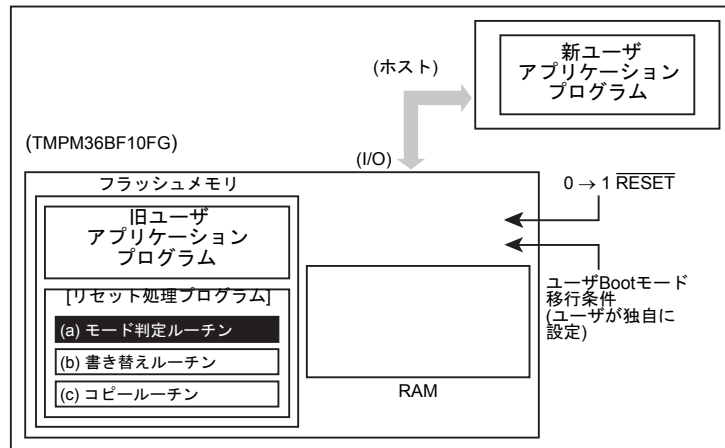 新ユーザ
アプリケーション
プログラム
(ホスト)
(TMPM36BF10FG)
(I/O)
フラッシュメモリ
0 → 1 RESET
旧ユーザ
アプリケーション
プログラム
[リセット処理プログラム]
(a) モード判定ルーチン
(b) 書き替えルーチン
(c) コピールーチン
RAM
ユーザBootモード
移行条件
(ユーザが独自に
設定)